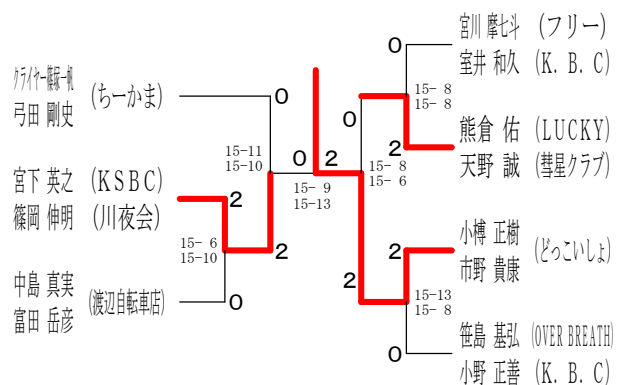 クライヤー篠塚一帆 (ちーかま)
弓田 剛史
宮下 英之 (KSBC)
篠岡 伸明 (川夜会)
中島 真実 (渡辺自転車店)
富田 岳彦
0
15-11
15-10
2
15- 6
15-10
2
0
0
2
15- 9
15-13
宮川 摩七斗 (フリー)
室井 和久 (K. B. C)
熊倉 佑 (LUCKY)
天野 誠 (彗星クラブ)
小榑 正樹 (どっこいしょ)
市野 貴康
笹島 基弘 (OVER BREATH)
小野 正善 (K. B. C)
0
15- 8
15- 8
2
0
15- 8
15- 6
2
2
15-13
15- 8
0